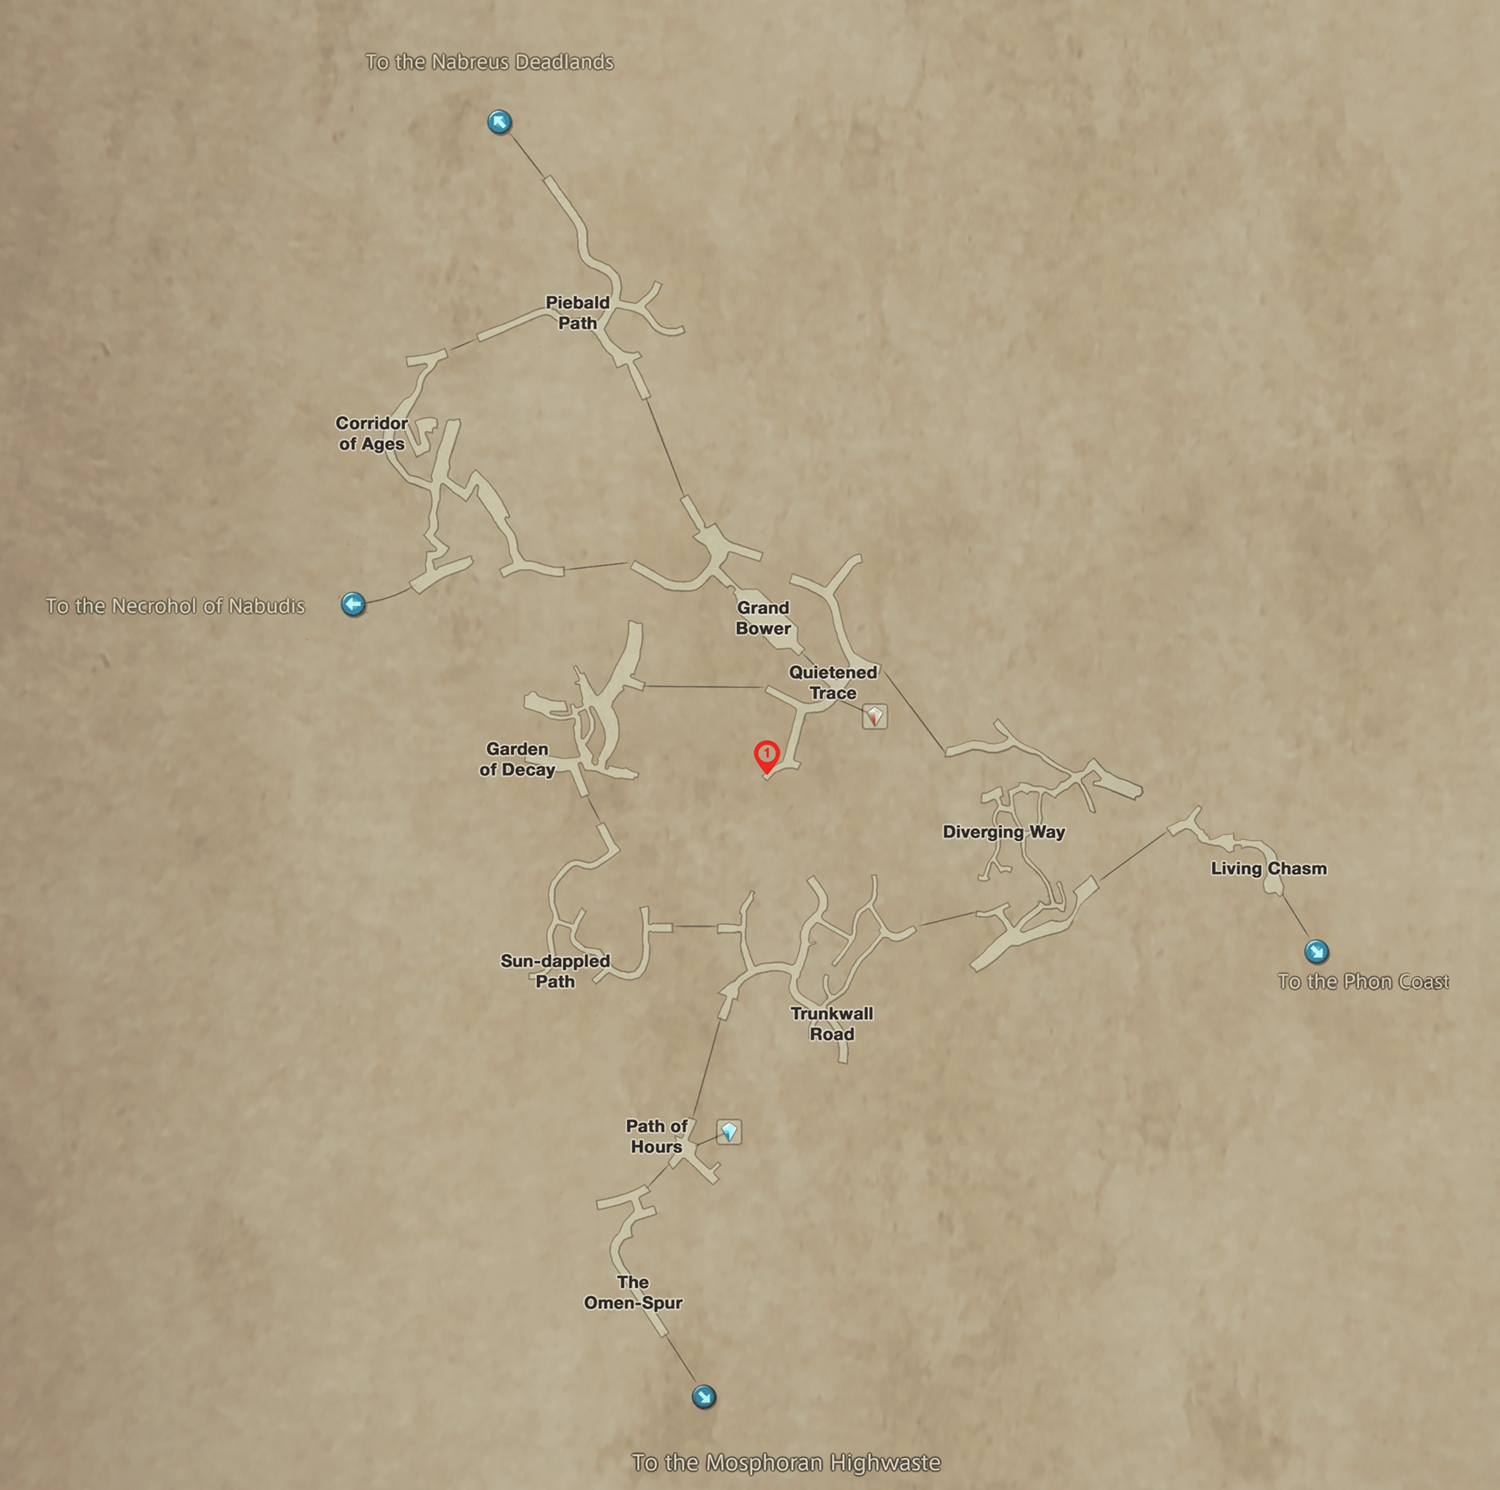 To the Nabreus Deadlands
Piebald
Path
Corridor
of Ages
To the Necrohol of Nabudis
Grand
Bower
Quietened
Trace
Garden
of Decay
1
Diverging Way
Living Chasm
Sun-dappled
Path
To the Phon Coast
Trunkwall
Road
Path of
Hours
The
Omen-Spur
To the Mosphoran Highwaste